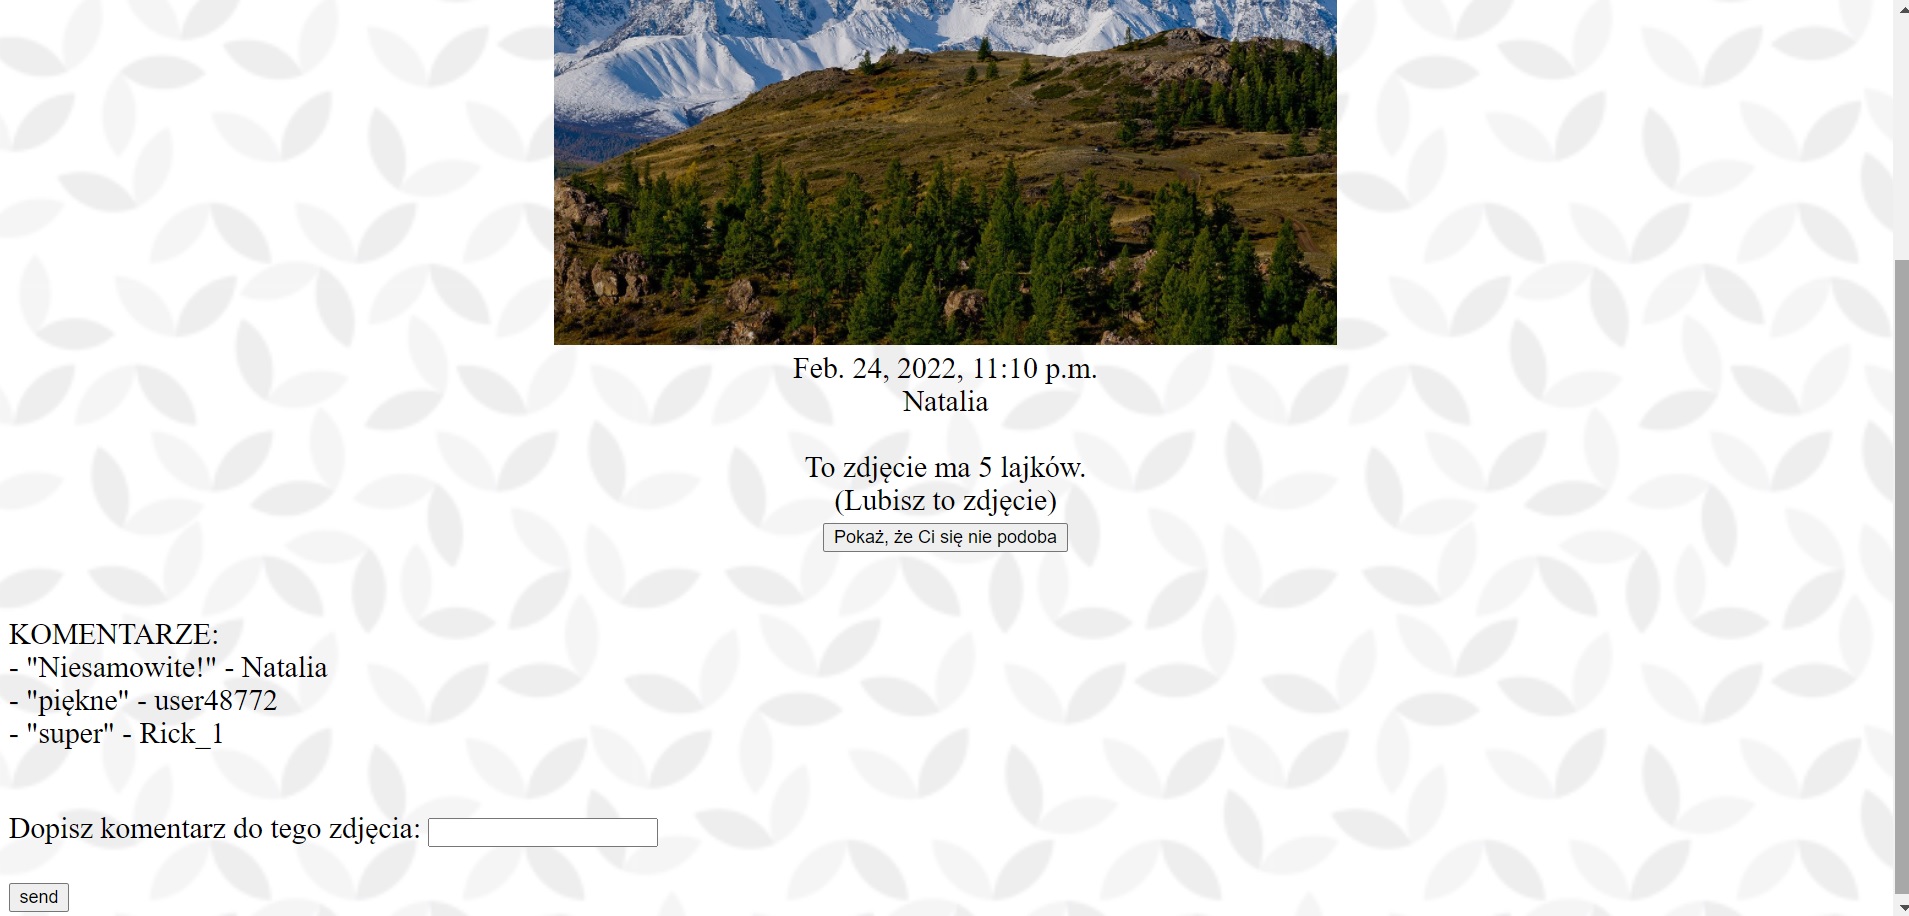 Feb. 24, 2022, 11:10 p.m.
Natalia
To zdjęcie ma 5 lajków.
(Lubisz to zdjęcie)
Pokaż, że Ci się nie podoba
KOMENTARZE:
- "Niesamowite!" - Natalia
- "piękne" - user48772
- "super" - Rick_1
Dopisz komentarz do tego zdjęcia:
send